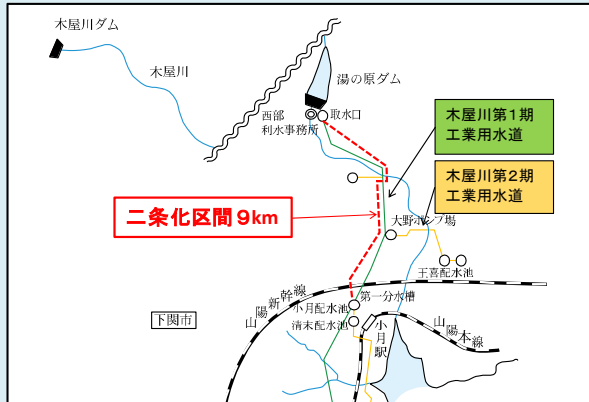 木屋川ダム
木屋川
湯の原ダム
西部
利水事務所
取水口
木屋川第1期
工業用水道
木屋川第2期
工業用水道
二条化区間9km
大野ポンプ場
王喜配水池
山陽新幹線
第一分水槽
小月配水池
清末配水池
下関市
小月駅
山陽本線